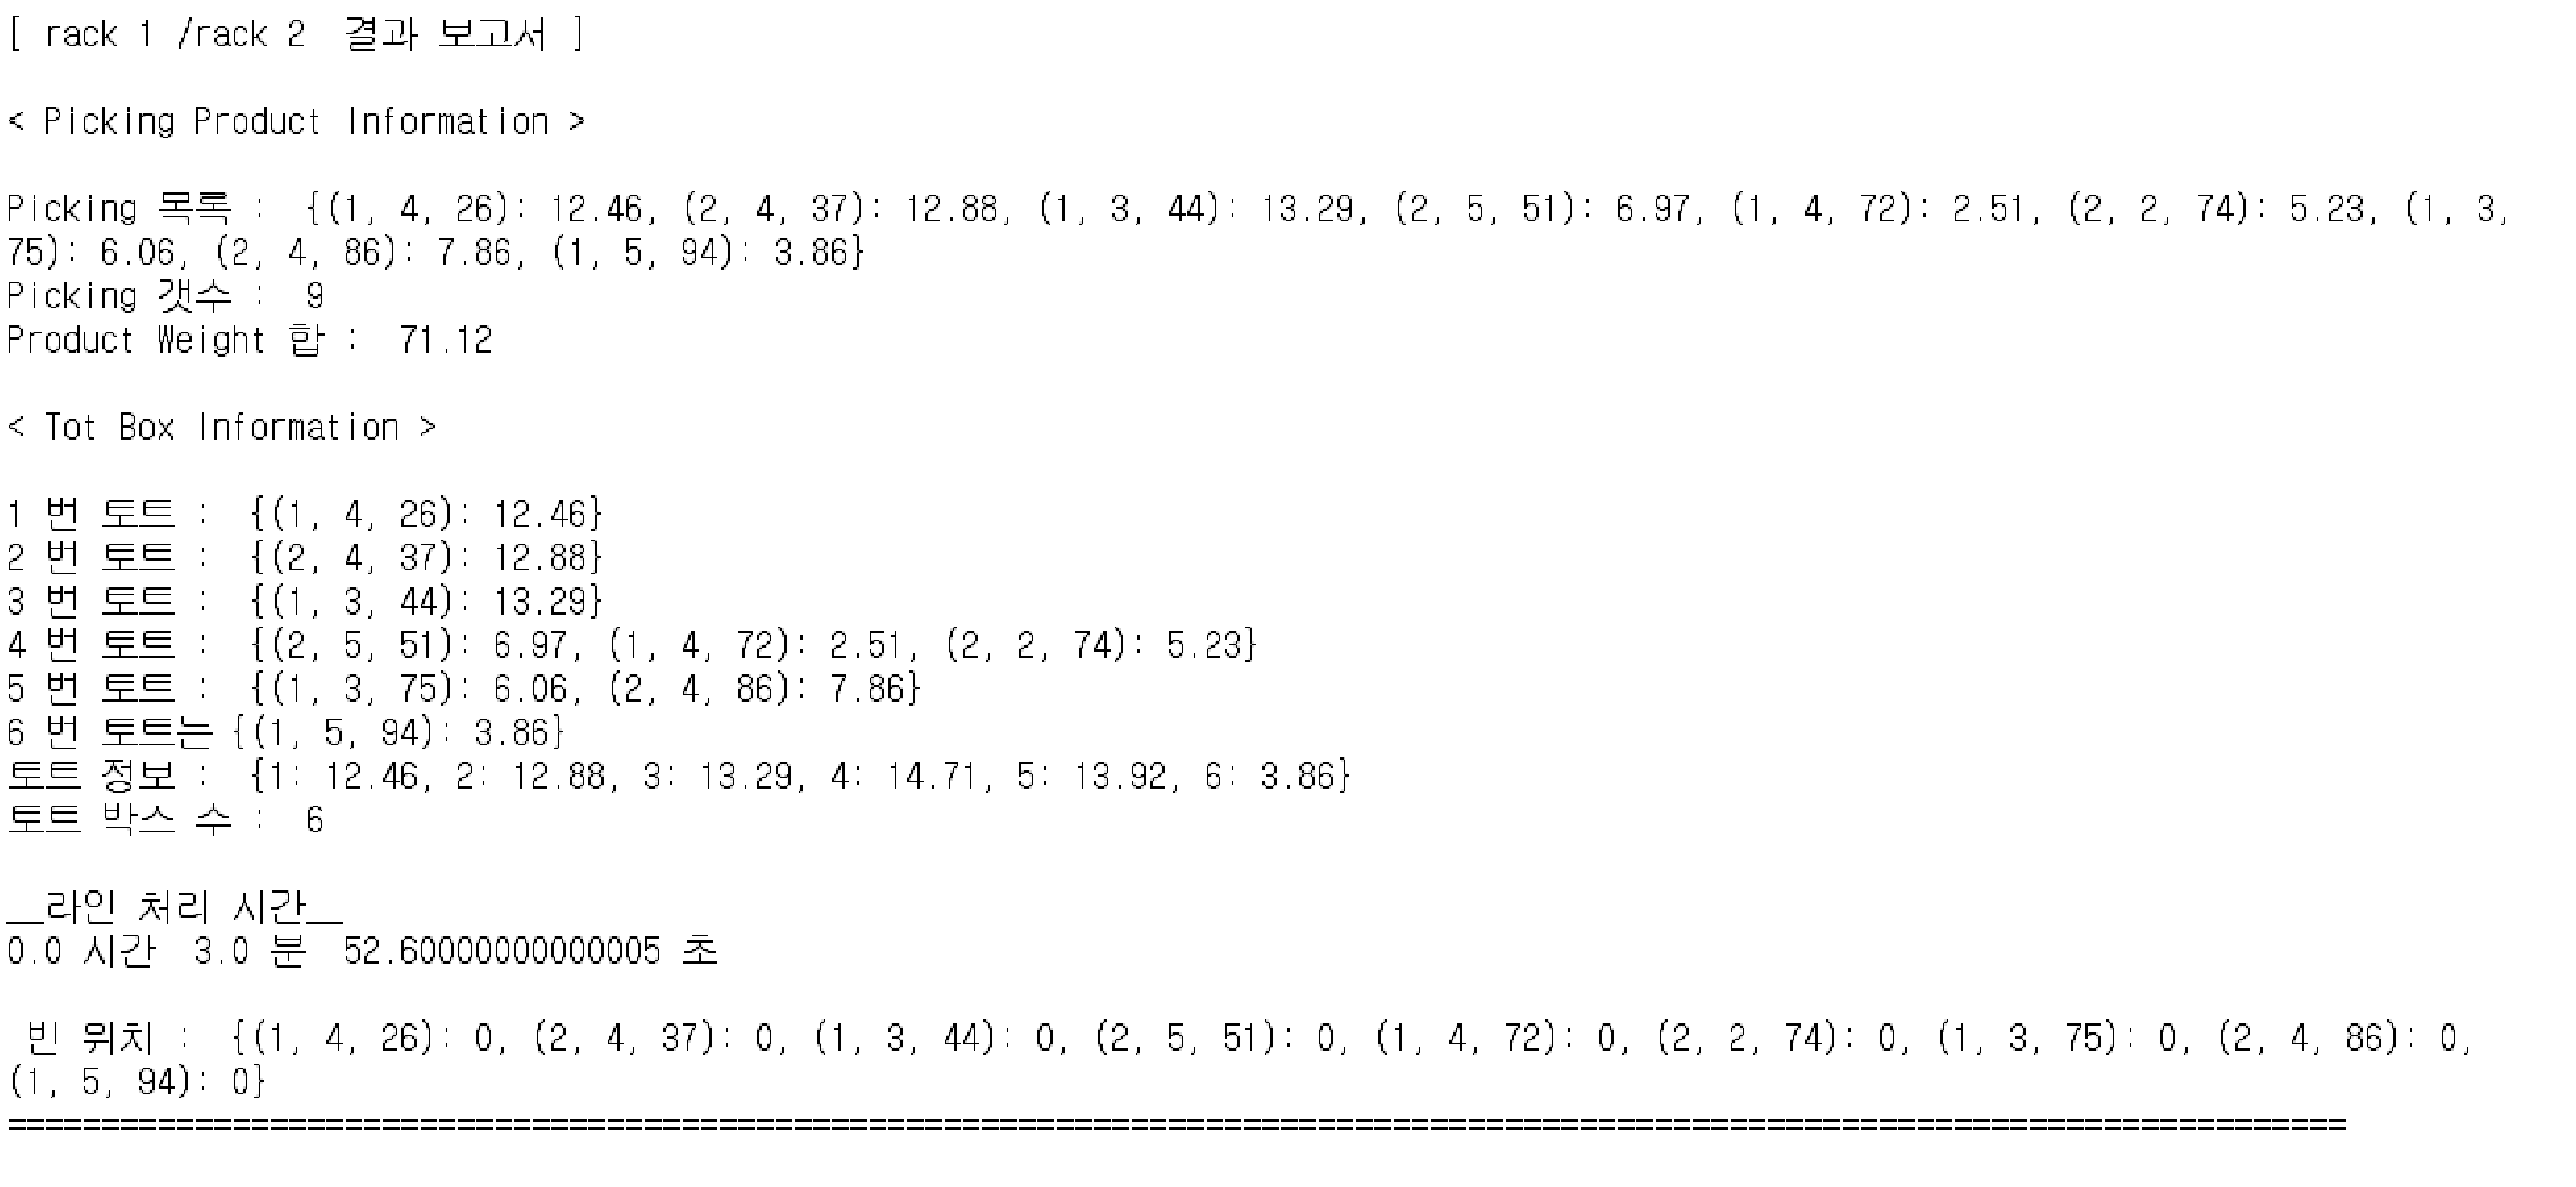 [ rack 1 /rack 2  결과 보고서 ]
< Picking Product Information >
Picking 목록 :  {(1, 4, 26): 12.46, (2, 4, 37): 12.88, (1, 3, 44): 13.29, (2, 5, 51): 6.97, (1, 4, 72): 2.51, (2, 2, 74): 5.23, (1, 3,
75): 6.06, (2, 4, 86): 7.86, (1, 5, 94): 3.86}
Picking 갯수 :  9
Product Weight 합 :  71.12
< Tot Box Information >
1 번 토트 :  {(1, 4, 26): 12.46}
2 번 토트 :  {(2, 4, 37): 12.88}
3 번 토트 :  {(1, 3, 44): 13.29}
4 번 토트 :  {(2, 5, 51): 6.97, (1, 4, 72): 2.51, (2, 2, 74): 5.23}
5 번 토트 :  {(1, 3, 75): 6.06, (2, 4, 86): 7.86}
6 번 토트는 {(1, 5, 94): 3.86}
토트 정보 :  {1: 12.46, 2: 12.88, 3: 13.29, 4: 14.71, 5: 13.92, 6: 3.86}
토트 박스 수 :  6
__라인 처리 시간__
0.0 시간  3.0 분  52.60000000000005 초
빈 위치 :  {(1, 4, 26): 0, (2, 4, 37): 0, (1, 3, 44): 0, (2, 5, 51): 0, (1, 4, 72): 0, (2, 2, 74): 0, (1, 3, 75): 0, (2, 4, 86): 0,
(1, 5, 94): 0}
=============================================================================================================================